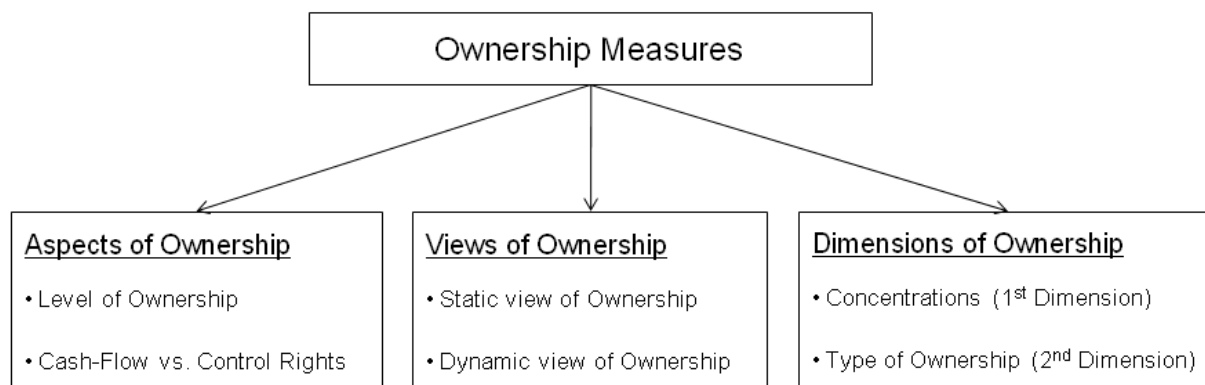 Ownership Measures
Aspects of Ownership
• Level of Ownership
• Cash-Flow vs. Control Rights
Views of Ownership
• Static view of Ownership
• Dynamic view of Ownership
Dimensions of Ownership
• Concentrations (1st Dimension)
• Type of Ownership (2nd Dimension)